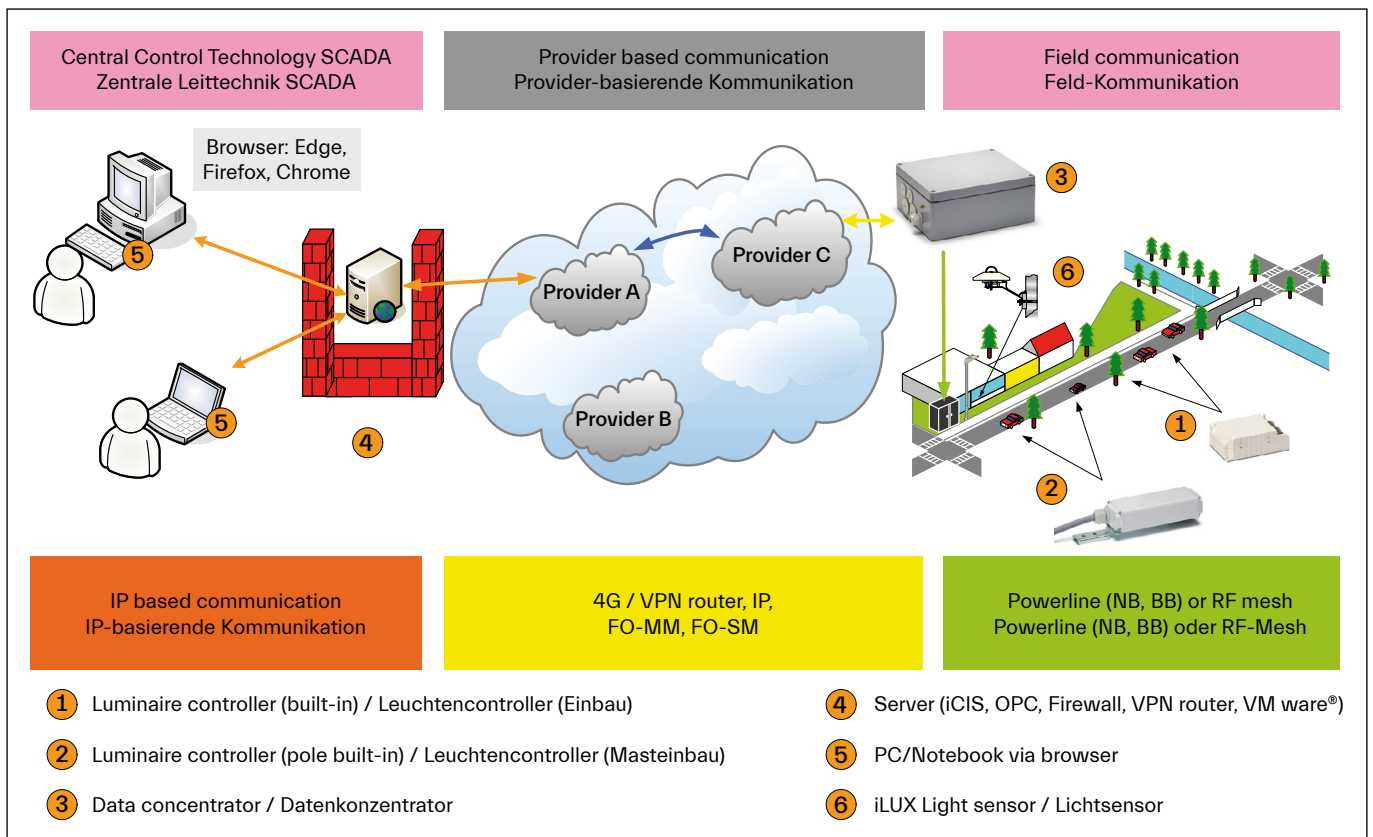 Central Control Technology SCADA
Zentrale Leittechnik SCADA
Provider based communication
Provider-basierende Kommunikation
Field communication
Feld-Kommunikation
Browser: Edge,
Firefox, Chrome
5
5
4
Provider A
Provider B
Provider C
3
6
1
2
IP based communication
IP-basierende Kommunikation
4G / VPN router, IP,
FO-MM, FO-SM
Powerline (NB, BB) or RF mesh
Powerline (NB, BB) oder RF-Mesh
1 Luminaire controller (built-in) / Leuchtencontroller (Einbau)
2 Luminaire controller (pole built-in) / Leuchtencontroller (Masteinbau)
3 Data concentrator / Datenkonzentrator
4 Server (iCIS, OPC, Firewall, VPN router, VM ware®)
5 PC/Notebook via browser
6 iLUX Light sensor / Lichtsensor